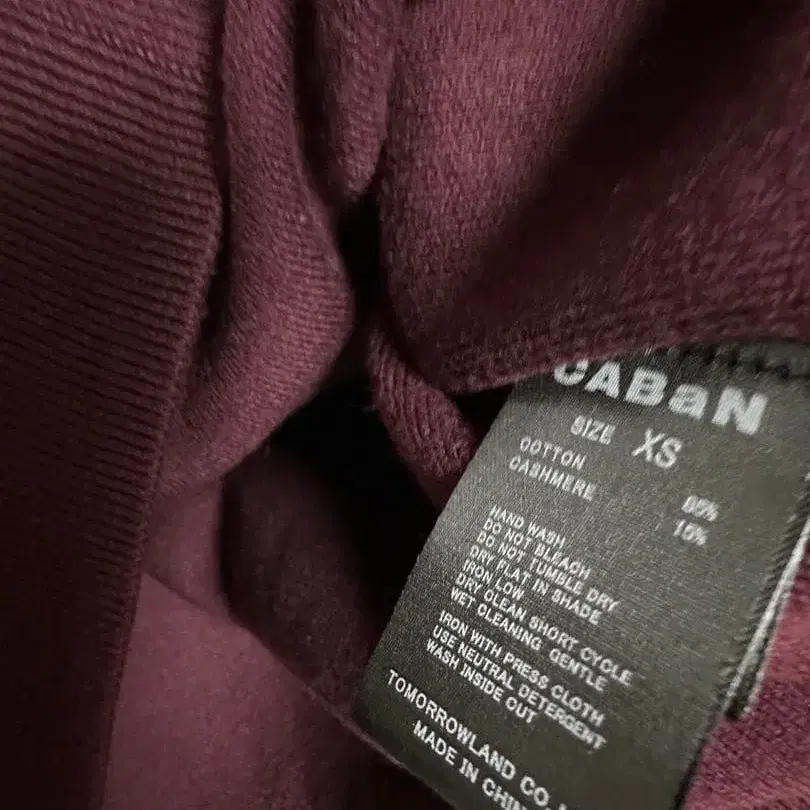 CABaN
SIZE XS
COTTON
CASHMERE 10%
HAND WASH
DO NOT BLEACH
DO NOT TUMBLE DRY
DRY FLAT IN SHADE
IRON LOW
DRY CLEAN SHORT CYCLE
WET CLEANING GENTLE
IRON WITH PRESS CLOTH
USE NEUTRAL DETERGENT
WASH INSIDE OUT
TOMORROWLAND CO.
MADE IN CHINA